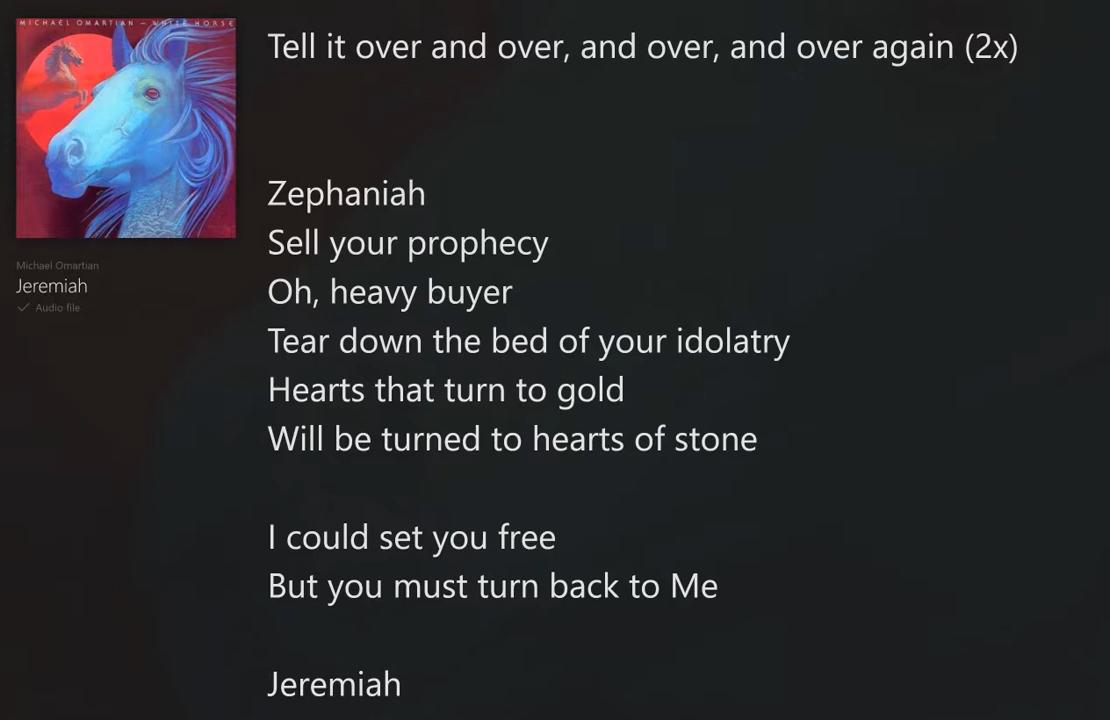 MICHAEL OMARTIAN — WHITE HORSE
Michael Omartian
Jeremiah
Audio file
Tell it over and over, and over, and over again (2x)
Zephaniah
Sell your prophecy
Oh, heavy buyer
Tear down the bed of your idolatry
Hearts that turn to gold
Will be turned to hearts of stone
I could set you free
But you must turn back to Me
Jeremiah